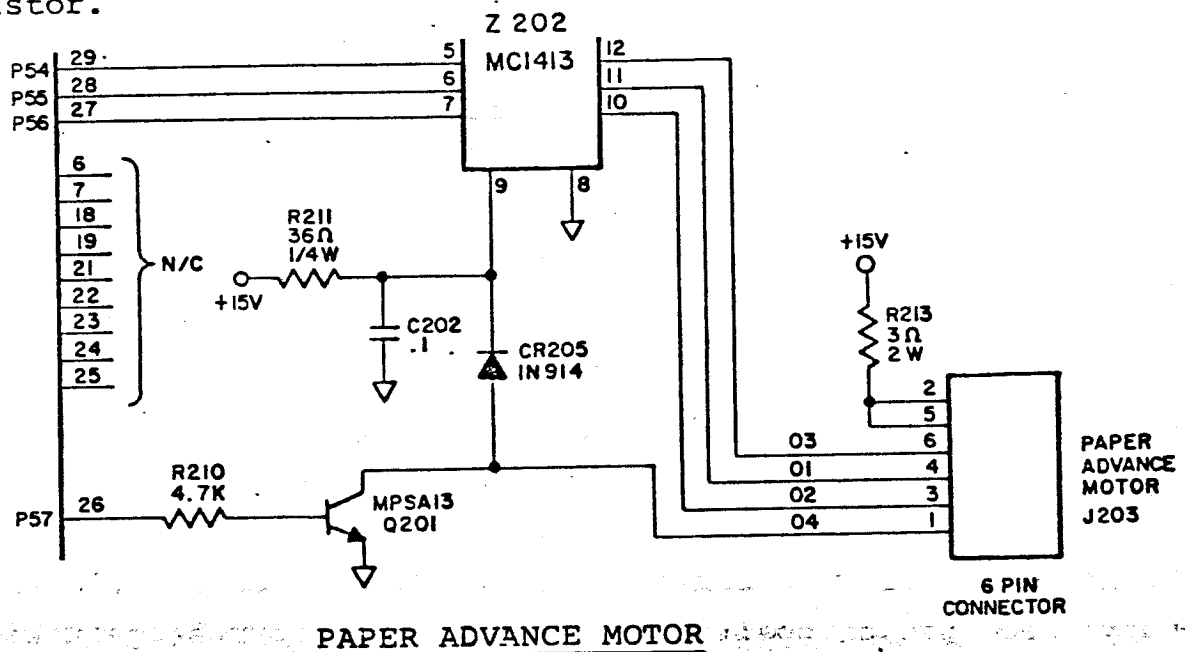 istor.
Z 202
MC1413
P54
29
5
12
P55
28
6
11
P56
27
7
10
6
7
18
19
21
22
23
24
25
N/C
9
8
R211
36Ω
1/4W
+15V
C202
.1
CR205
IN914
+15V
R213
3Ω
2W
2
5
03
6
01
4
02
3
04
1
PAPER
ADVANCE
MOTOR
J203
R210
4.7K
P57
26
MPSA13
Q201
6 PIN
CONNECTOR
PAPER ADVANCE MOTOR